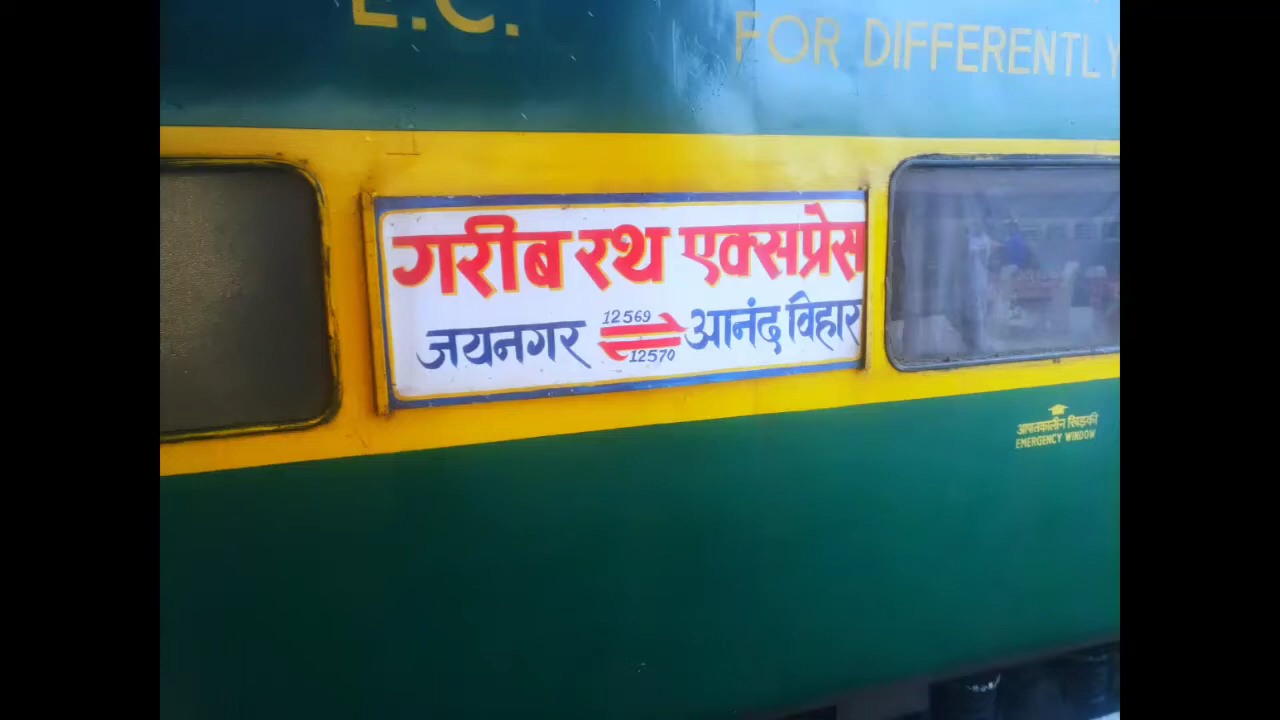 E.C.
FOR DIFFERENTLY
गरीब रथ एक्सप्रेस
जयनगर 12569 आनंद विहार
12570
आपातकालीन खिड़की
EMERGENCY WINDOW